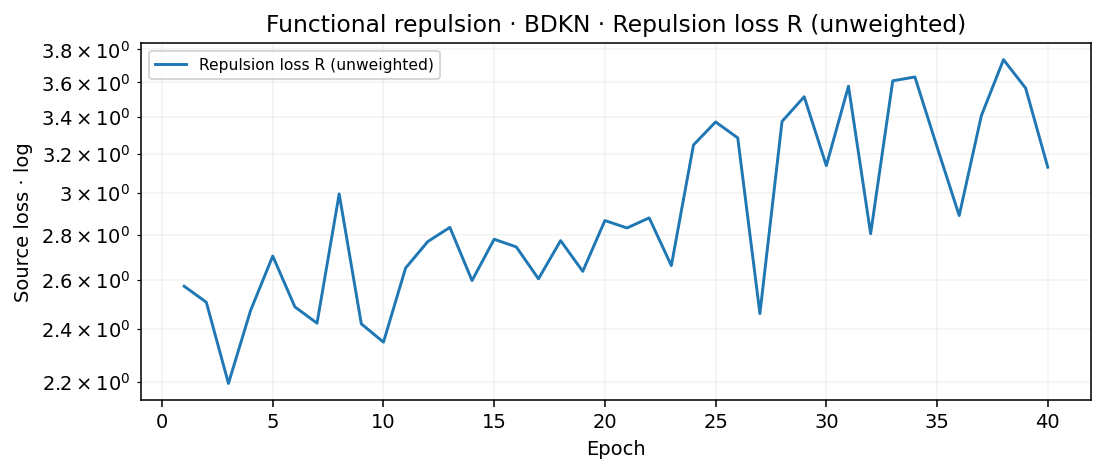 Functional repulsion · BDKN · Repulsion loss R (unweighted)
Repulsion loss R (unweighted)
Source loss · log
3.8 × 10⁰
3.6 × 10⁰
3.4 × 10⁰
3.2 × 10⁰
3 × 10⁰
2.8 × 10⁰
2.6 × 10⁰
2.4 × 10⁰
2.2 × 10⁰
0 5 10 15 20 25 30 35 40
Epoch